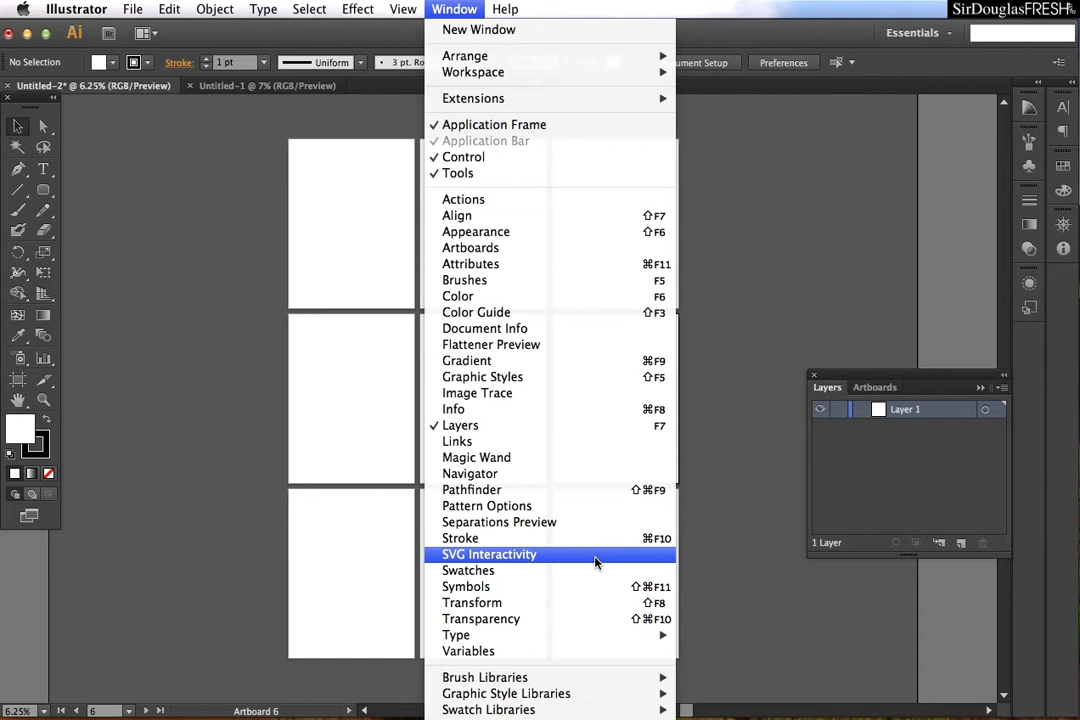 Illustrator File Edit Object Type Select Effect View Window Help SirDouglasFRESH
Ai Br Essentials
No Selection Stroke: 1 pt Uniform 3 pt. R Document Setup Preferences
Untitled-2* @ 6.25% (RGB/Preview) Untitled-1 @ 7% (RGB/Preview)
New Window
Arrange
Workspace
Extensions
✓ Application Frame
✓ Application Bar
✓ Control
✓ Tools
Actions
Align ⇧F7
Appearance ⇧F6
Artboards
Attributes ⌘F11
Brushes F5
Color F6
Color Guide ⇧F3
Document Info
Flattener Preview
Gradient ⌘F9
Graphic Styles ⇧F5
Image Trace
Info ⌘F8
✓ Layers F7
Links
Magic Wand
Navigator
Pathfinder ⇧⌘F9
Pattern Options
Separations Preview
Stroke ⌘F10
SVG Interactivity
Swatches
Symbols ⇧⌘F11
Transform ⇧F8
Transparency ⇧⌘F10
Type
Variables
Brush Libraries
Graphic Style Libraries
Swatch Libraries
Layers Artboards
Layer 1
1 Layer
6.25% 6 Artboard 6